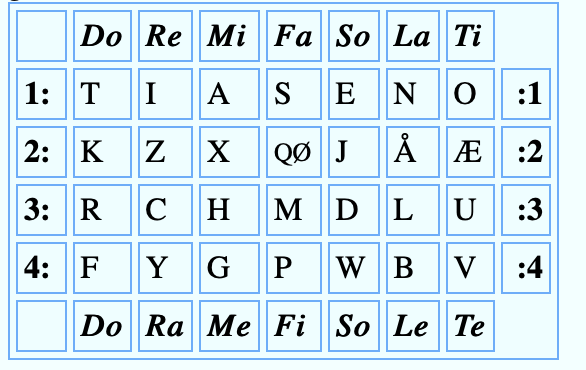 Do Re Mi Fa So La Ti
1: T I A S E N O :1
2: K Z X QØ J Å Æ :2
3: R C H M D L U :3
4: F Y G P W B V :4
Do Ra Me Fi So Le Te